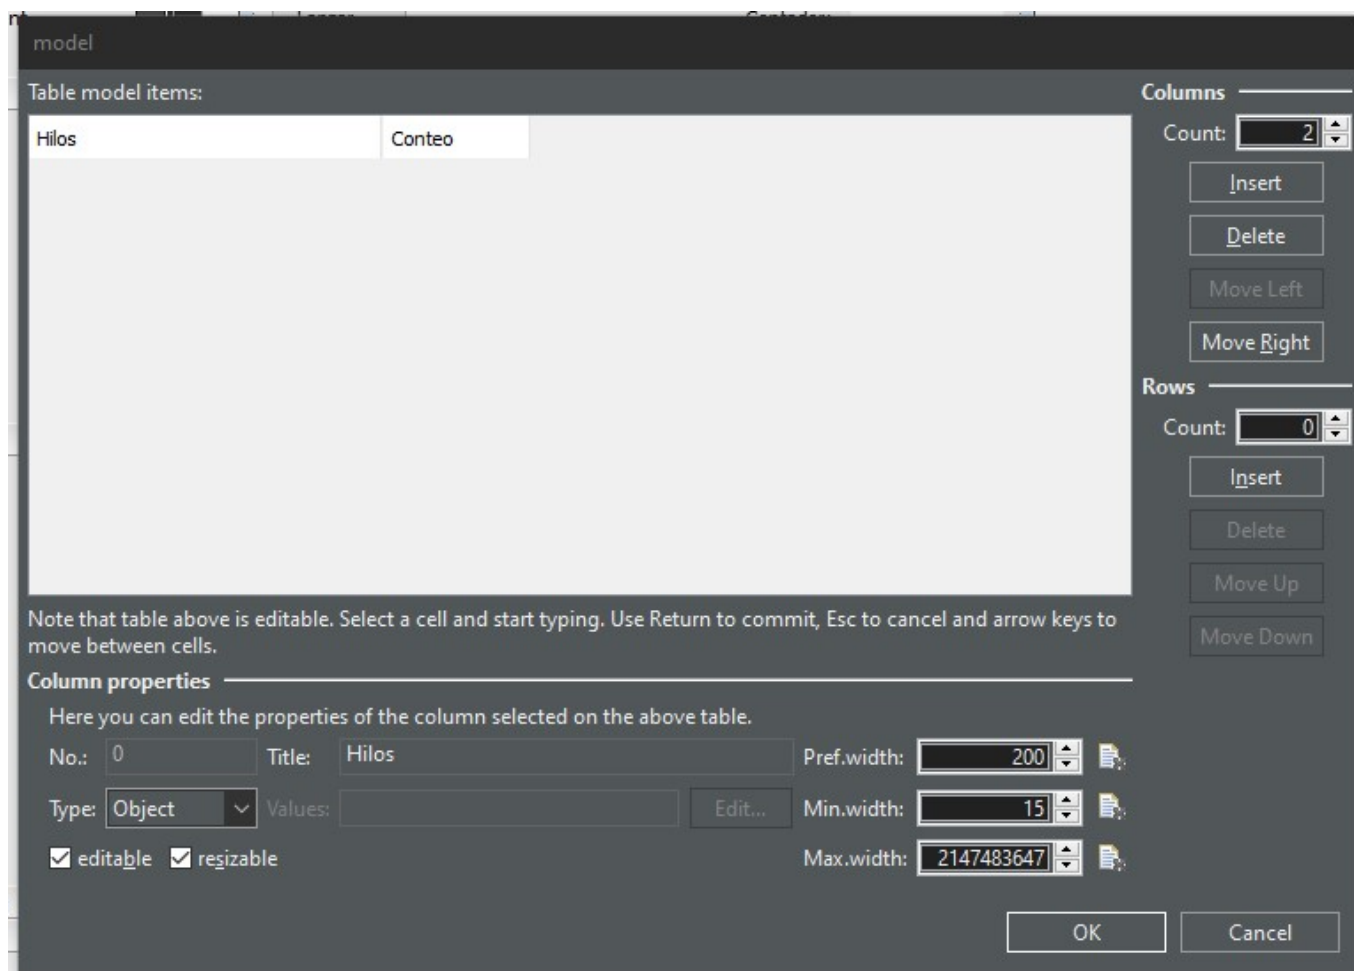 model
Table model items:
Hilos Conteo
Columns
Count: 2
Insert
Delete
Move Left
Move Right
Rows
Count: 0
Insert
Delete
Move Up
Move Down
Note that table above is editable. Select a cell and start typing. Use Return to commit, Esc to cancel and arrow keys to
move between cells.
Column properties
Here you can edit the properties of the column selected on the above table.
No.: 0 Title: Hilos Pref.width: 200
Type: Object Values: Edit... Min.width: 15
editable resizable Max.width: 2147483647
OK Cancel